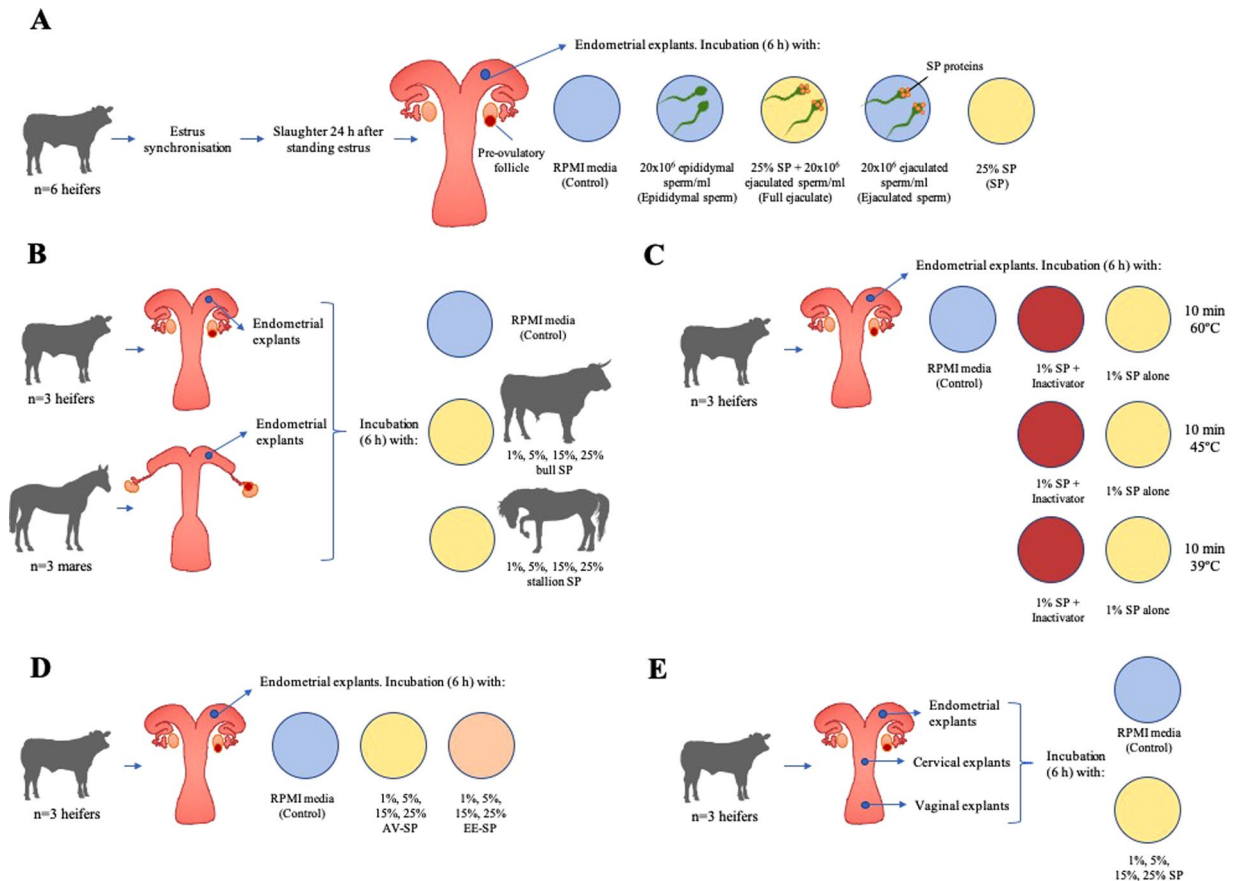 A
Endometrial explants. Incubation (6 h) with:
SP proteins
n=6 heifers
Estrus
synchronisation
Slaughter 24 h after
standing estrus
Pre-ovulatory
follicle
RPMI media
(Control)
20x10⁶ epididymal
sperm/ml
(Epididymal sperm)
25% SP + 20x10⁶
ejaculated sperm/ml
(Full ejaculate)
20x10⁶ ejaculated
sperm/ml
(Ejaculated sperm)
25% SP
(SP)
B
n=3 heifers
Endometrial
explants
n=3 mares
Endometrial
explants
Incubation
(6 h) with:
RPMI media
(Control)
1%, 5%, 15%, 25%
bull SP
1%, 5%, 15%, 25%
stallion SP
C
Endometrial explants. Incubation (6 h) with:
n=3 heifers
RPMI media
(Control)
1% SP +
Inactivator
1% SP alone
10 min
60ºC
1% SP +
Inactivator
1% SP alone
10 min
45ºC
1% SP +
Inactivator
1% SP alone
10 min
39ºC
D
Endometrial explants. Incubation (6 h) with:
n=3 heifers
RPMI media
(Control)
1%, 5%,
15%, 25%
AV-SP
1%, 5%,
15%, 25%
EE-SP
E
n=3 heifers
Endometrial
explants
Cervical explants
Vaginal explants
Incubation
(6 h) with:
RPMI media
(Control)
1%, 5%,
15%, 25% SP